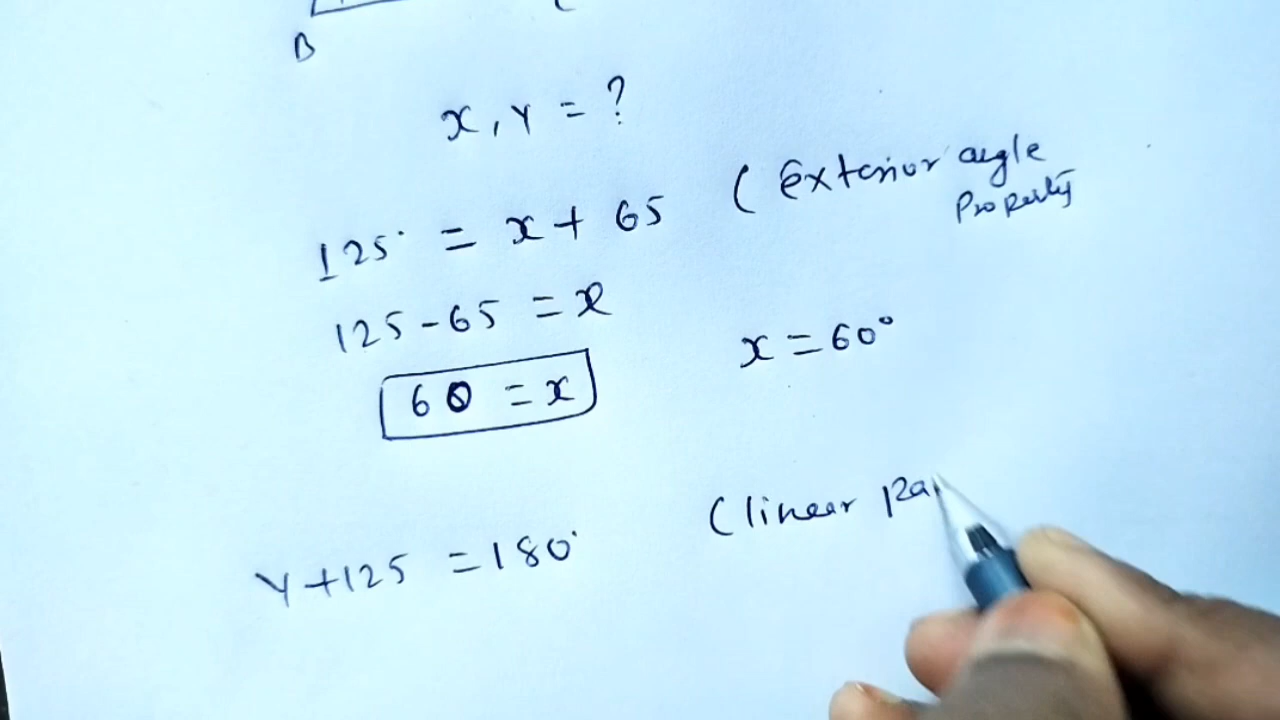 B
x, y = ?
125° = x + 65 (Exterior angle
Property
125 - 65 = x
60 = x
x = 60°
y + 125 = 180° (linear pa